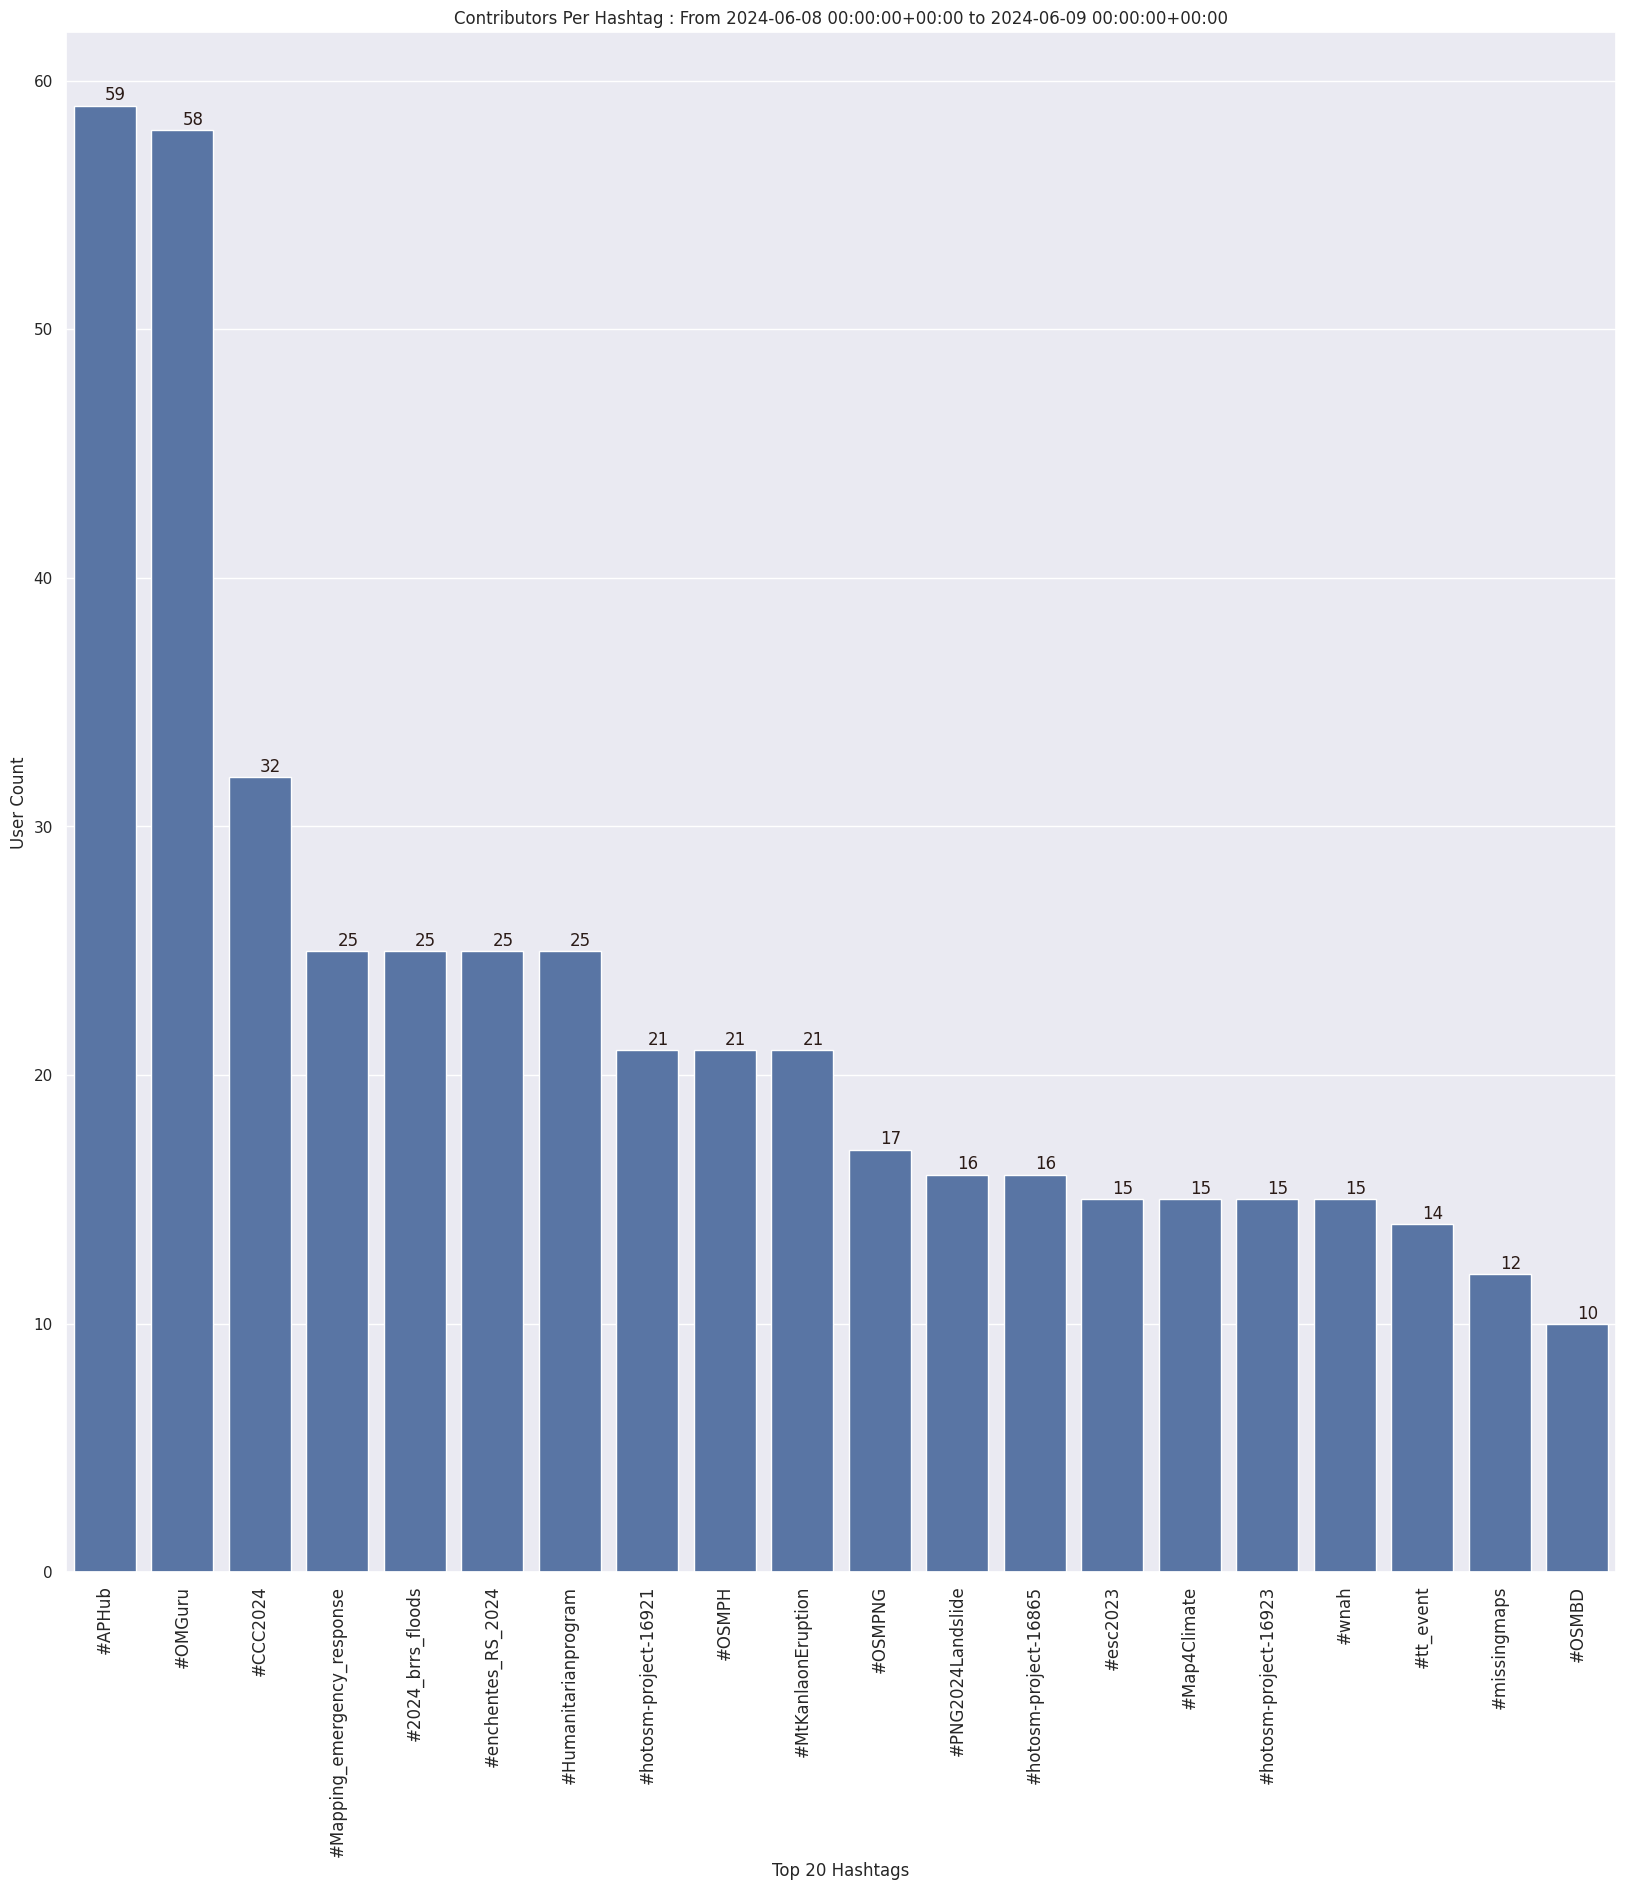 Contributors Per Hashtag : From 2024-06-08 00:00:00+00:00 to 2024-06-09 00:00:00+00:00
User Count
60
50
40
30
20
10
0
59
58
32
25
25
25
25
21
21
21
17
16
16
15
15
15
15
14
12
10
#APHub
#OMGuru
#CCC2024
#Mapping_emergency_response
#2024_brrs_floods
#enchentes_RS_2024
#Humanitarianprogram
#hotosm-project-16921
#OSMPH
#MtKanlaonEruption
#OSMPNG
#PNG2024Landslide
#hotosm-project-16865
#esc2023
#Map4Climate
#hotosm-project-16923
#wnah
#tt_event
#missingmaps
#OSMBD
Top 20 Hashtags